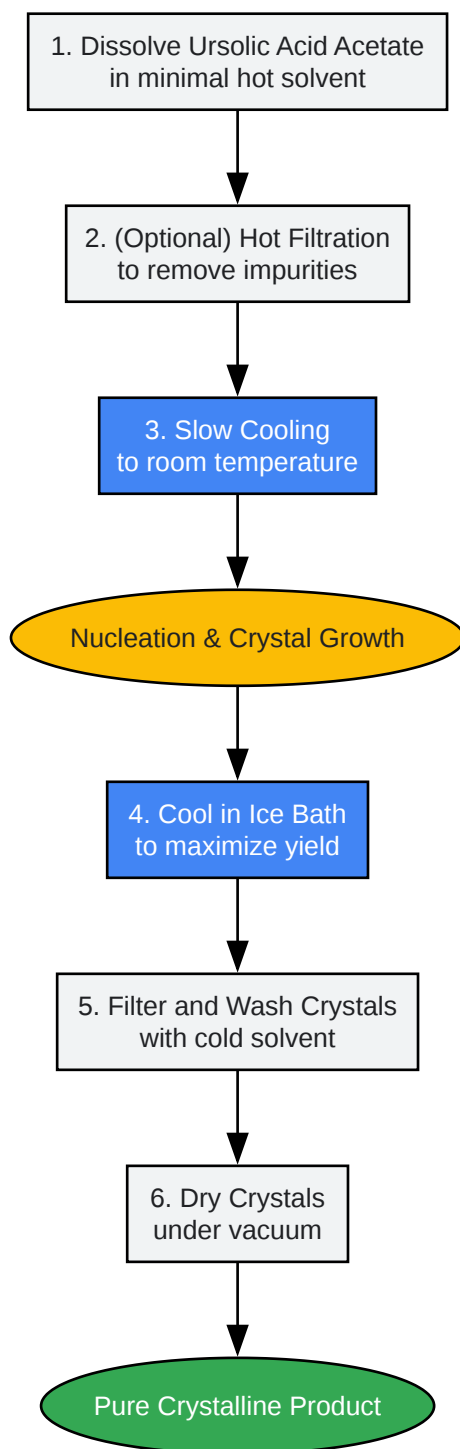 1. Dissolve Ursolic Acid Acetate
in minimal hot solvent
2. (Optional) Hot Filtration
to remove impurities
3. Slow Cooling
to room temperature
Nucleation & Crystal Growth
4. Cool in Ice Bath
to maximize yield
5. Filter and Wash Crystals
with cold solvent
6. Dry Crystals
under vacuum
Pure Crystalline Product